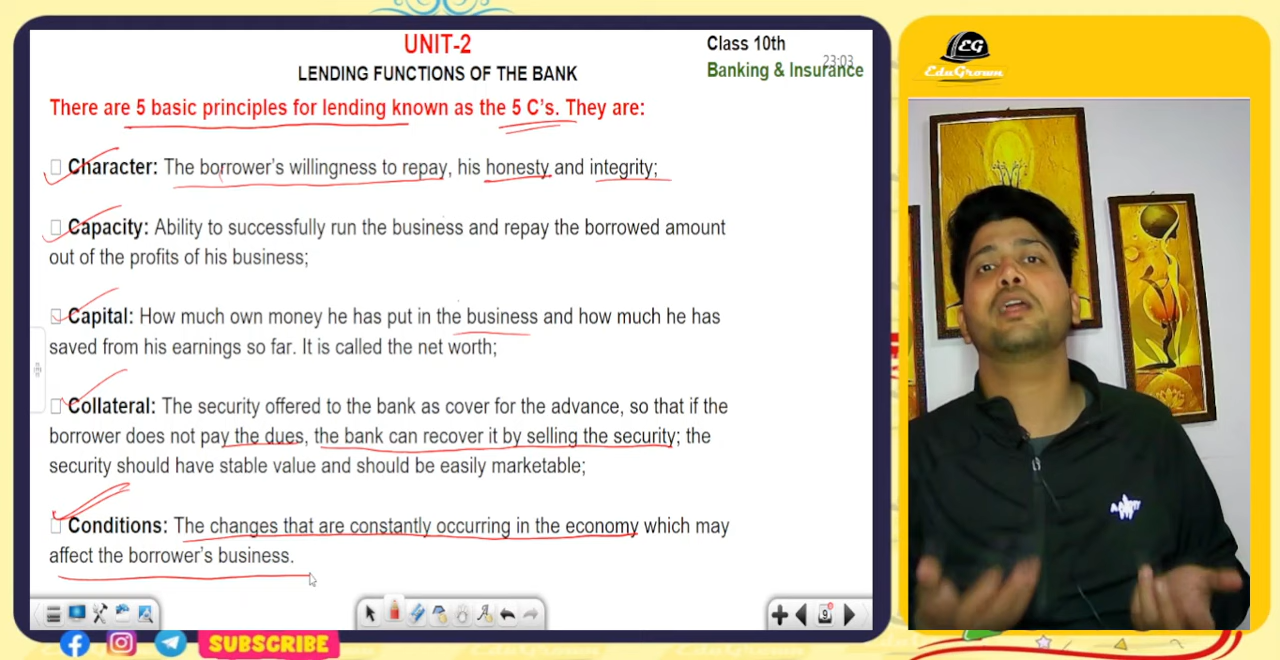 UNIT-2
Class 10th
23:03
LENDING FUNCTIONS OF THE BANK
Banking & Insurance
There are 5 basic principles for lending known as the 5 C's. They are:
Character: The borrower's willingness to repay, his honesty and integrity;
Capacity: Ability to successfully run the business and repay the borrowed amount
out of the profits of his business;
Capital: How much own money he has put in the business and how much he has
saved from his earnings so far. It is called the net worth;
Collateral: The security offered to the bank as cover for the advance, so that if the
borrower does not pay the dues, the bank can recover it by selling the security; the
security should have stable value and should be easily marketable;
Conditions: The changes that are constantly occurring in the economy which may
affect the borrower's business.
9
SUBSCRIBE
EG
EduGrown